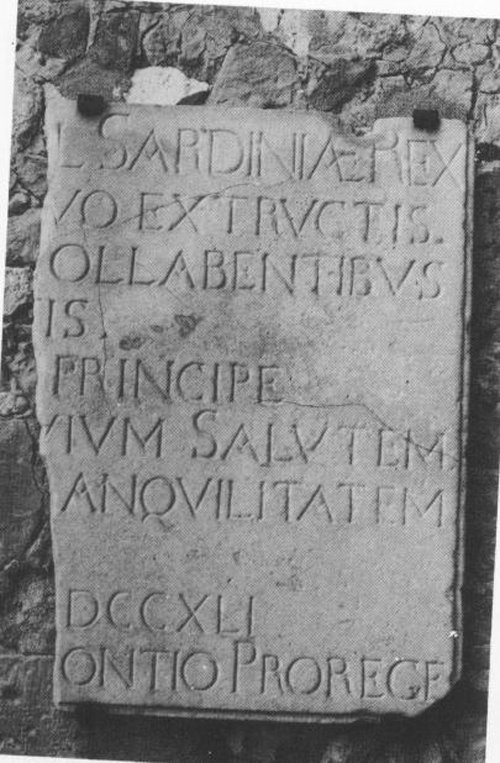 L SARDINIÆ REX
VO EXTRVCTIS.
OLLABENTIBVS
IS.
PRINCIPE
VIVM SALVTEM
ANQVILITATEM
DCCXLI
ONTIO PROREGE